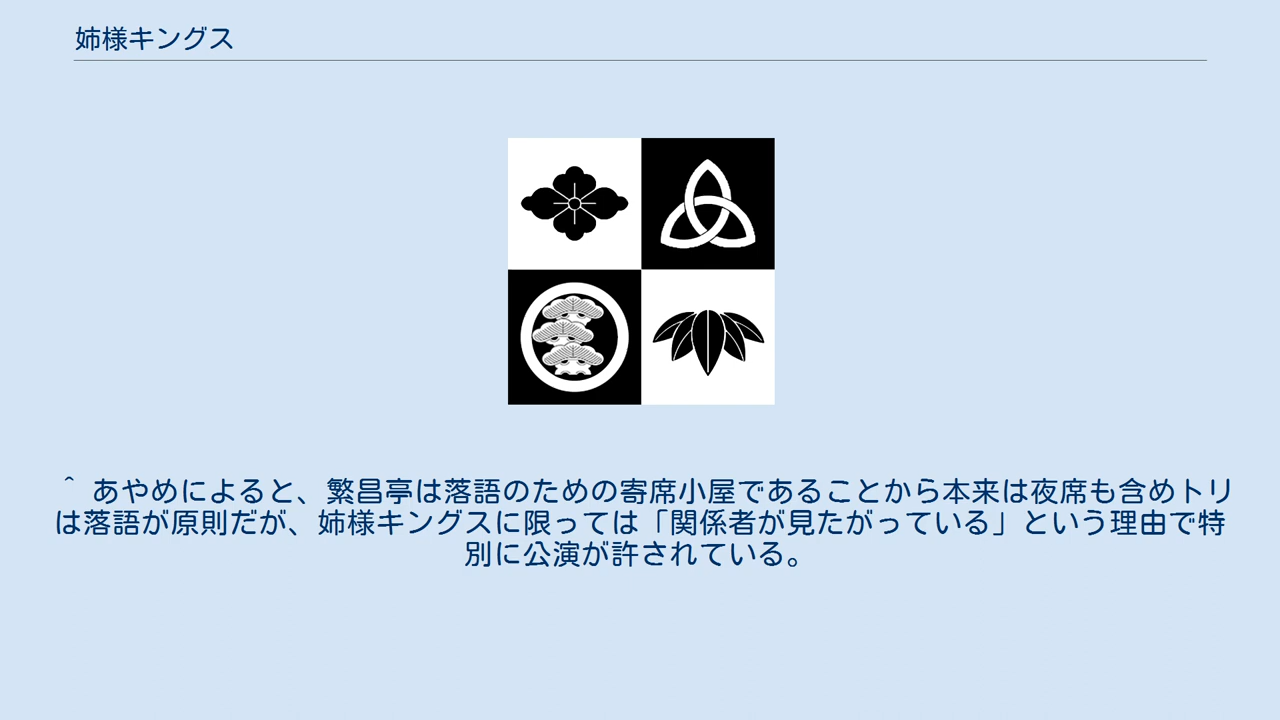 姉様キングス
^ あやめによると、繁昌亭は落語のための寄席小屋であることから本来は夜席も含めトリ
は落語が原則だが、姉様キングスに限っては「関係者が見たがっている」という理由で特
別に公演が許されている。